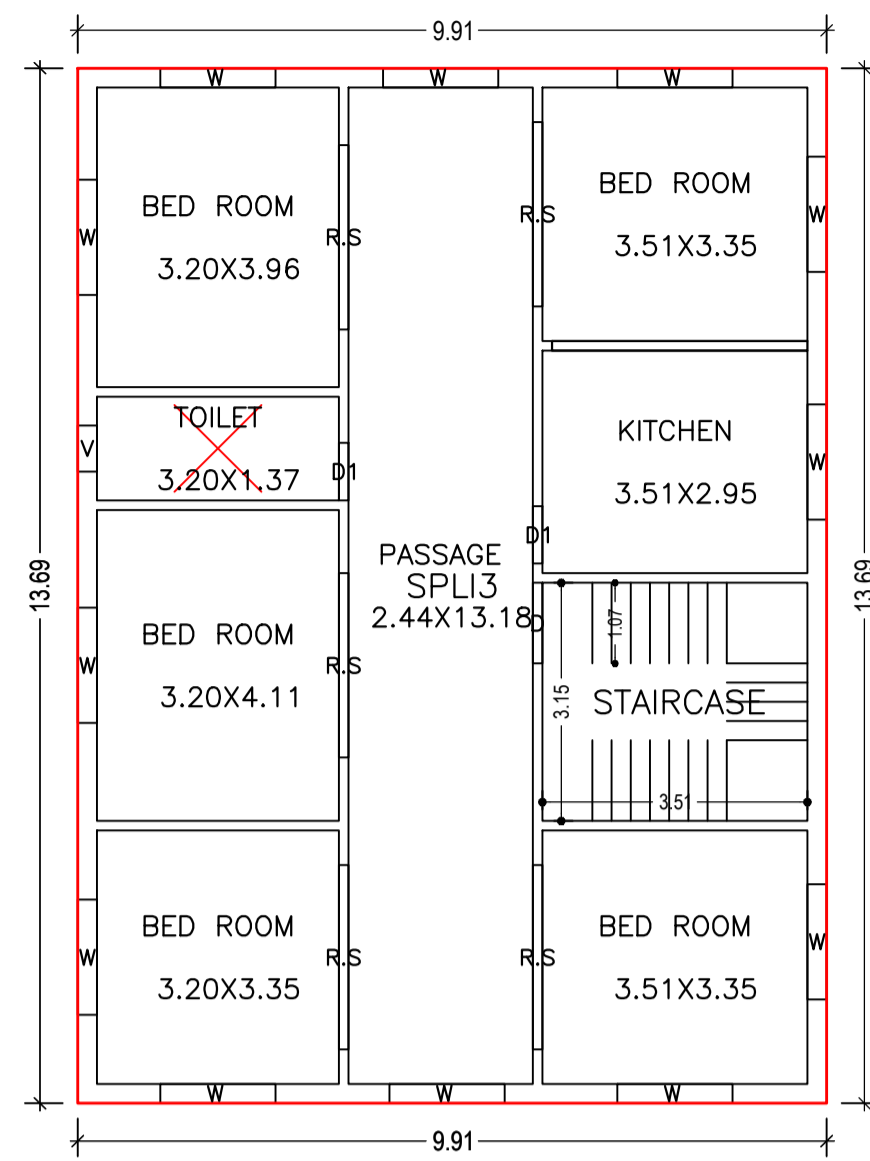 9.91
W
W
W
BED ROOM
3.20X3.96
W
R.S
BED ROOM
3.51X3.35
R.S
W
TOILET
3.20X1.37
V
D1
KITCHEN
3.51X2.95
W
D1
PASSAGE
SPLI3
2.44X13.18
D
13.69
13.69
BED ROOM
3.20X4.11
W
R.S
1.07
3.15
STAIRCASE
3.51
BED ROOM
3.20X3.35
W
R.S
BED ROOM
3.51X3.35
R.S
W
W
W
W
9.91